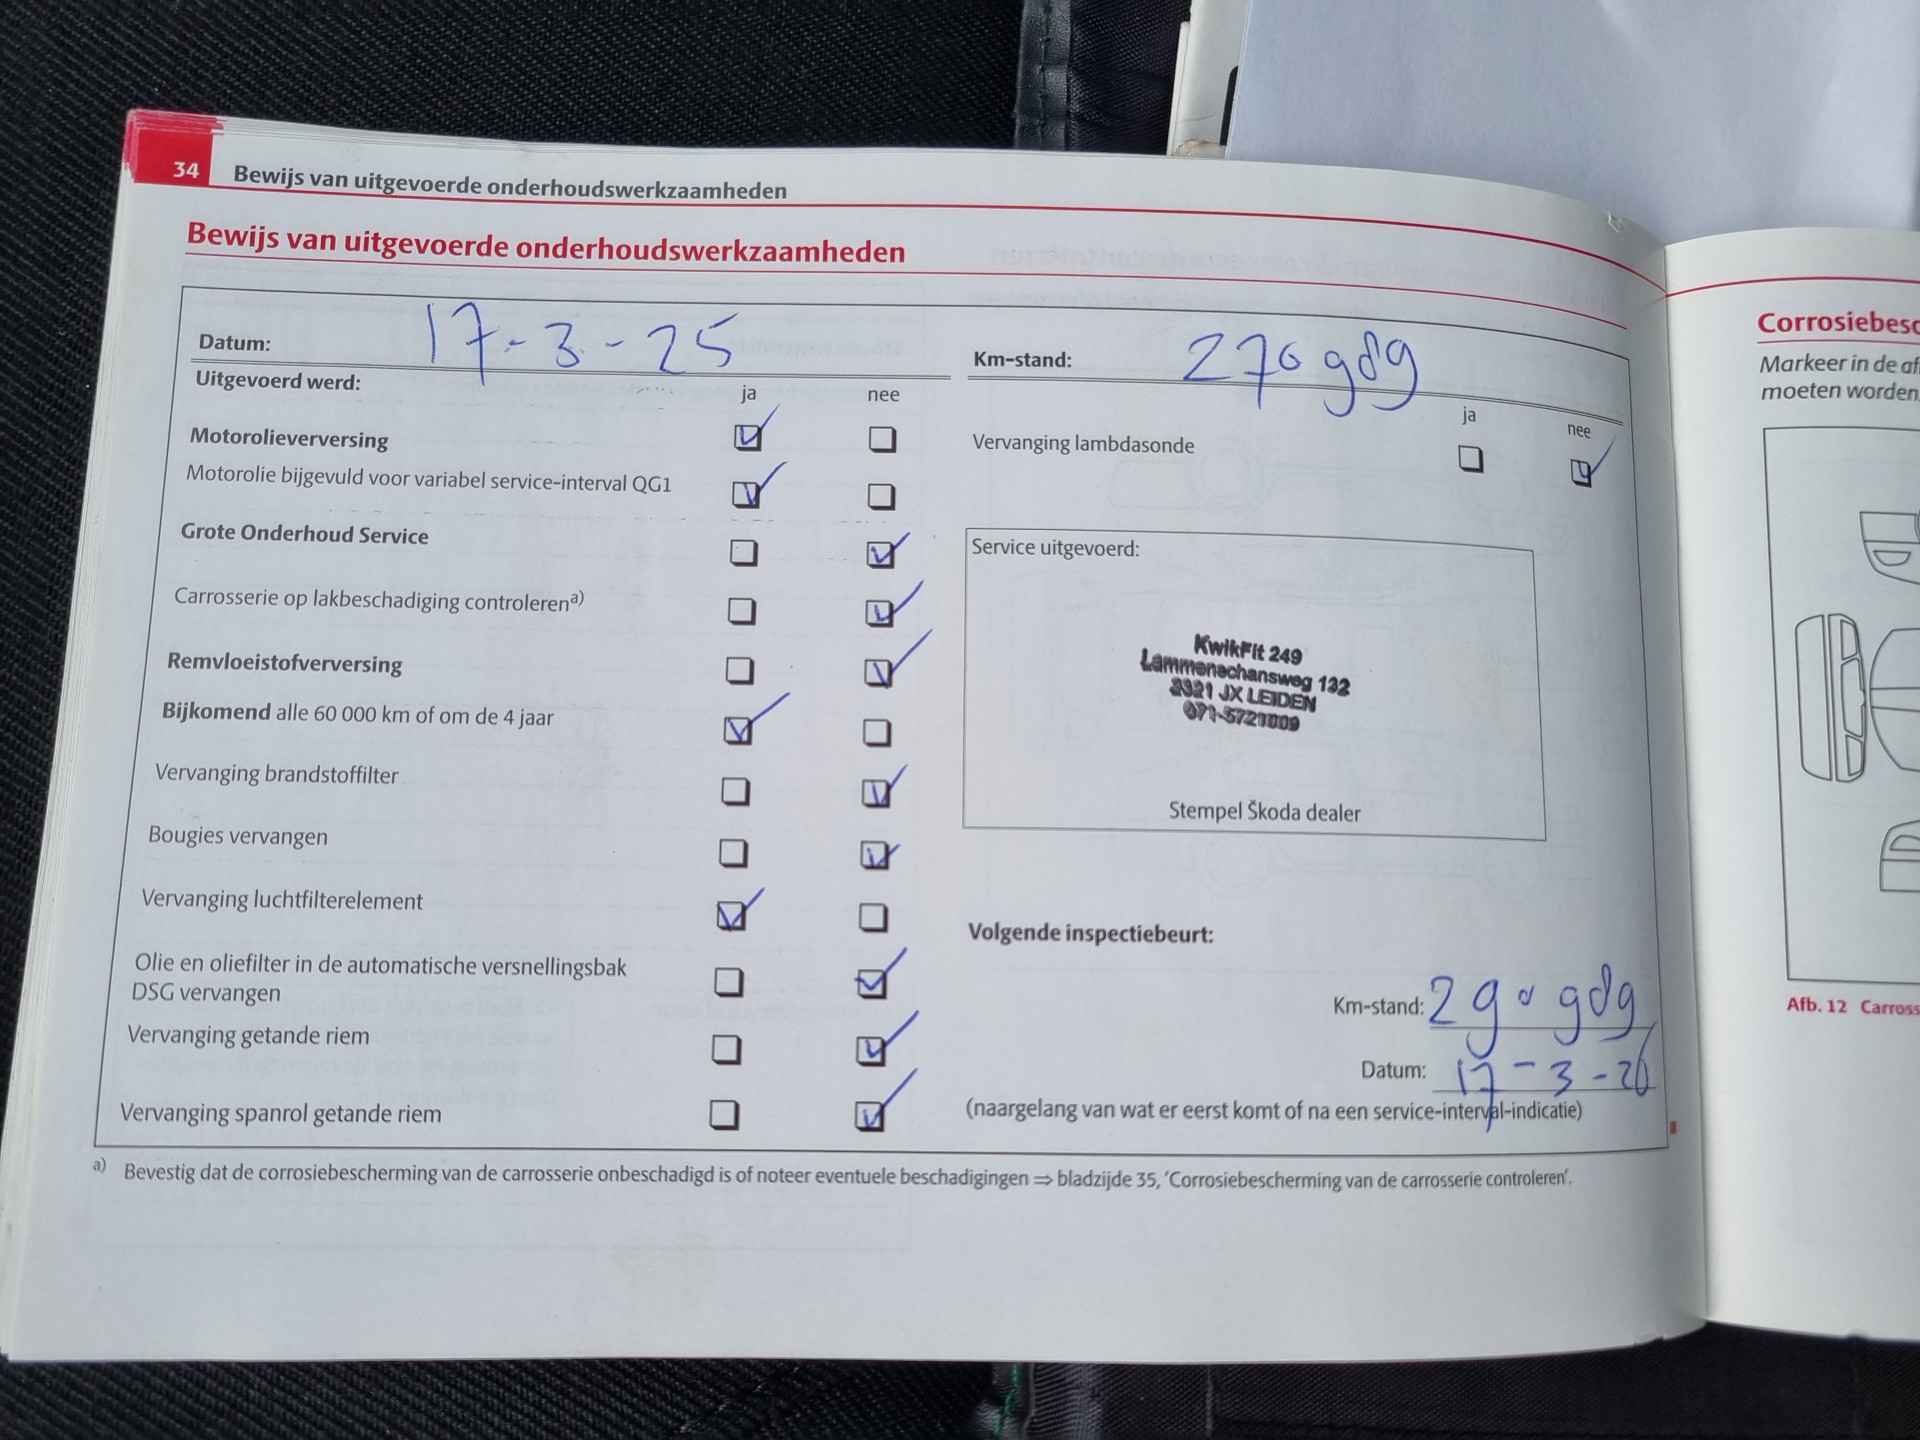 34 Bewijs van uitgevoerde onderhoudswerkzaamheden
Bewijs van uitgevoerde onderhoudswerkzaamheden
Datum: 17-3-25
Uitgevoerd werd:
ja nee
Motorolieverversing
Motorolie bijgevuld voor variabel service-interval QG1
Grote Onderhoud Service
Carrosserie op lakbeschadiging controleren a)
Remvloeistofverversing
Bijkomend alle 60 000 km of om de 4 jaar
Vervanging brandstoffilter
Bougies vervangen
Vervanging luchtfilterelement
Olie en oliefilter in de automatische versnellingsbak
DSG vervangen
Vervanging getande riem
Vervanging spanrol getande riem
Km-stand: 270 989
ja nee
Vervanging lambdasonde
Service uitgevoerd:
KwikFit 249
Lammenschansweg 132
2321 JX LEIDEN
071-5721009
Stempel Škoda dealer
Volgende inspectiebeurt:
Km-stand: 290 989
Datum: 17-3-26
(naargelang van wat er eerst komt of na een service-interval-indicatie)
a) Bevestig dat de corrosiebescherming van de carrosserie onbeschadigd is of noteer eventuele beschadigingen ⇒ bladzijde 35, 'Corrosiebescherming van de carrosserie controleren'.
Corrosiebesc
Markeer in de af
moeten worden.
Afb. 12 Carross